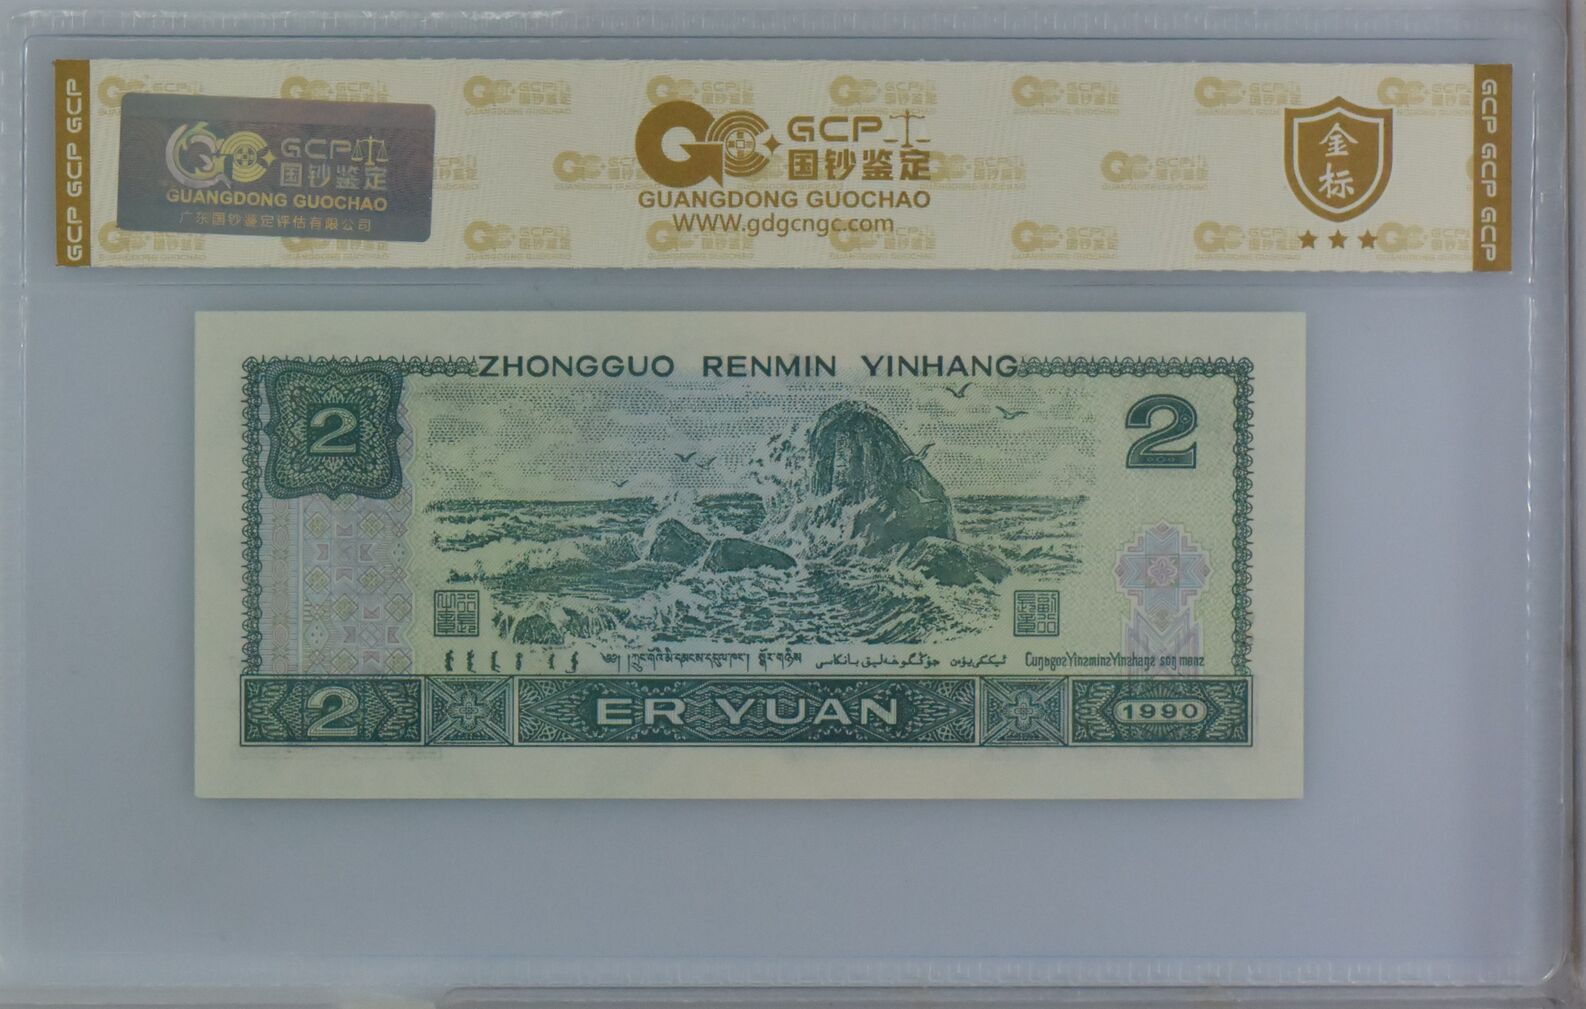 GCP GCP GCP
GCP
国钞鉴定
GUANGDONG GUOCHAO
广东国钞鉴定评估有限公司
GCP
国钞鉴定
GUANGDONG GUOCHAO
WWW.gdgcngc.com
金标
GCP GCP GCP
ZHONGGUO RENMIN YINHANG
2
2
2
ER YUAN
1990